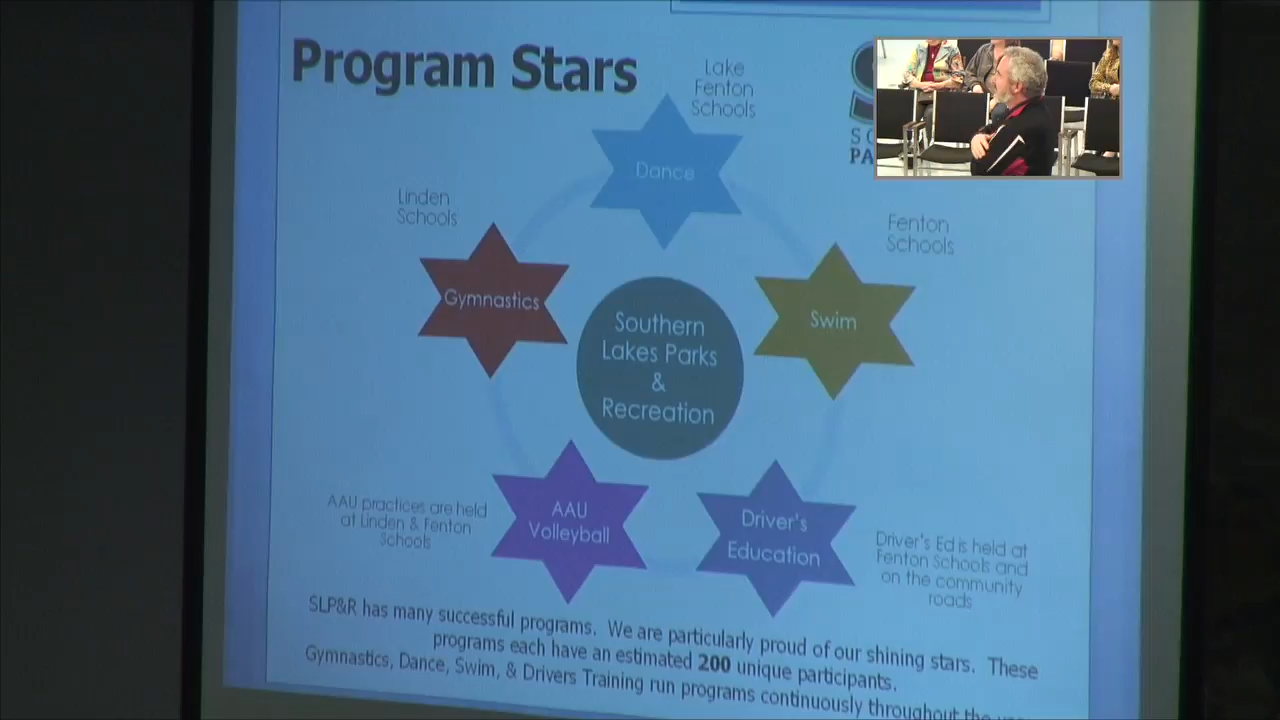 Program Stars
Lake
Fenton
Schools
Dance
Linden
Schools
Fenton
Schools
Gymnastics
Swim
Southern
Lakes Parks
&
Recreation
AAU practices are held
at Linden & Fenton
Schools
AAU
Volleyball
Driver's
Education
Driver's Ed is held at
Fenton Schools and
on the community
roads
SLP&R has many successful programs. We are particularly proud of our shining stars. These
programs each have an estimated 200 unique participants.
Gymnastics, Dance, Swim, & Drivers Training run programs continuously throughout the